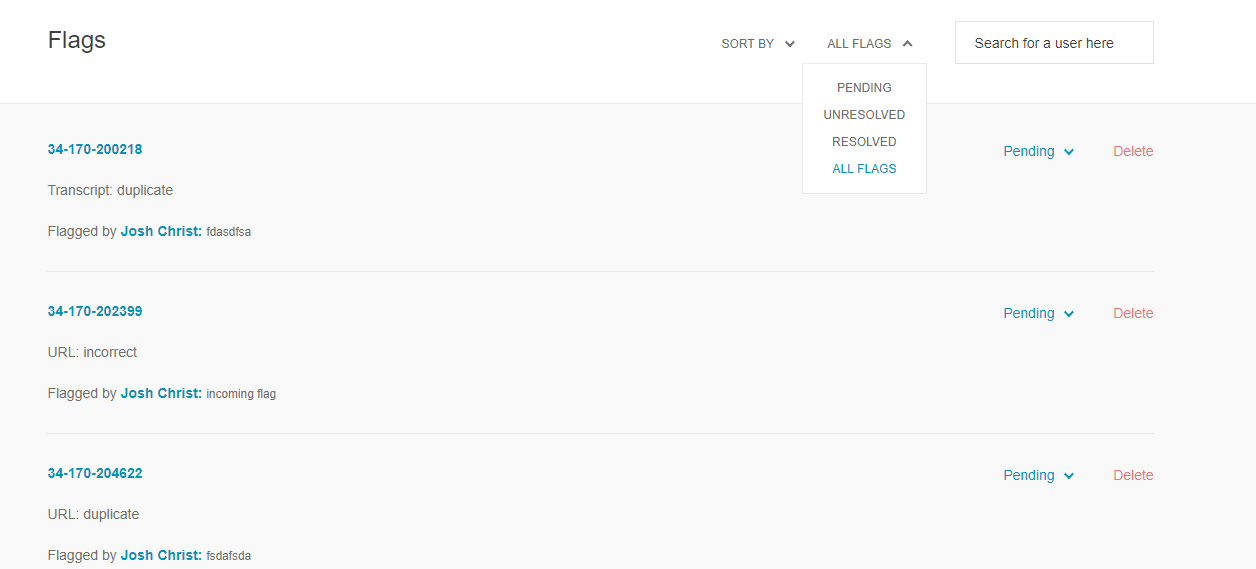 Flags
SORT BY
ALL FLAGS
Search for a user here
PENDING
UNRESOLVED
RESOLVED
ALL FLAGS
34-170-200218
Pending
Delete
Transcript: duplicate
Flagged by Josh Christ: fdasdfsa
34-170-202399
Pending
Delete
URL: incorrect
Flagged by Josh Christ: incoming flag
34-170-204622
Pending
Delete
URL: duplicate
Flagged by Josh Christ: fsdafsda